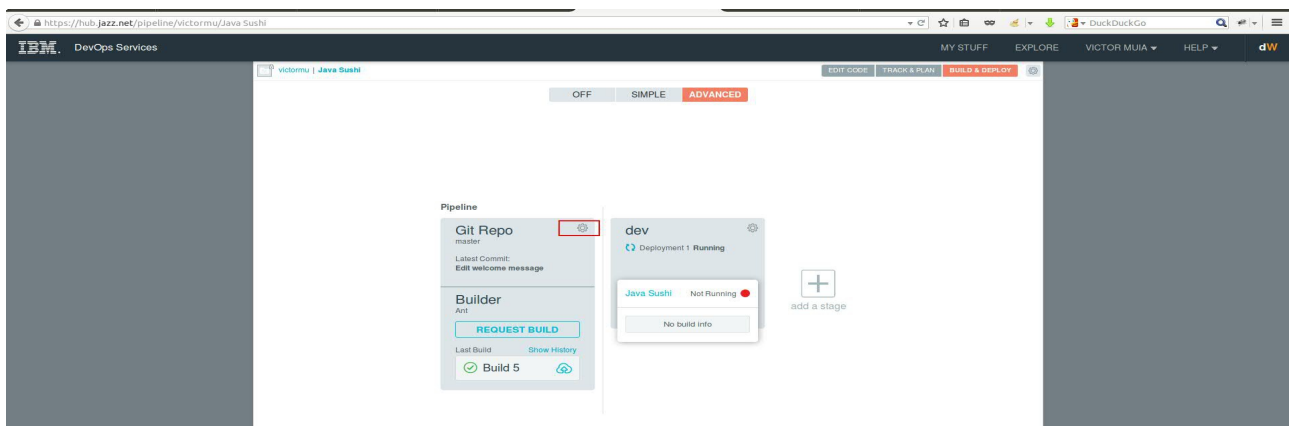 https://hub.jazz.net/pipeline/victormu/Java Sushi
DuckDuckGo
IBM. DevOps Services
MY STUFF EXPLORE VICTOR MUIA HELP dW
victormu | Java Sushi
EDIT CODE TRACK & PLAN BUILD & DEPLOY
OFF SIMPLE ADVANCED
Pipeline
Git Repo
master
Latest Commit:
Edit welcome message
Builder
Ant
REQUEST BUILD
Last Build Show History
Build 5
dev
Deployment 1 Running
Java Sushi Not Running
No build info
add a stage